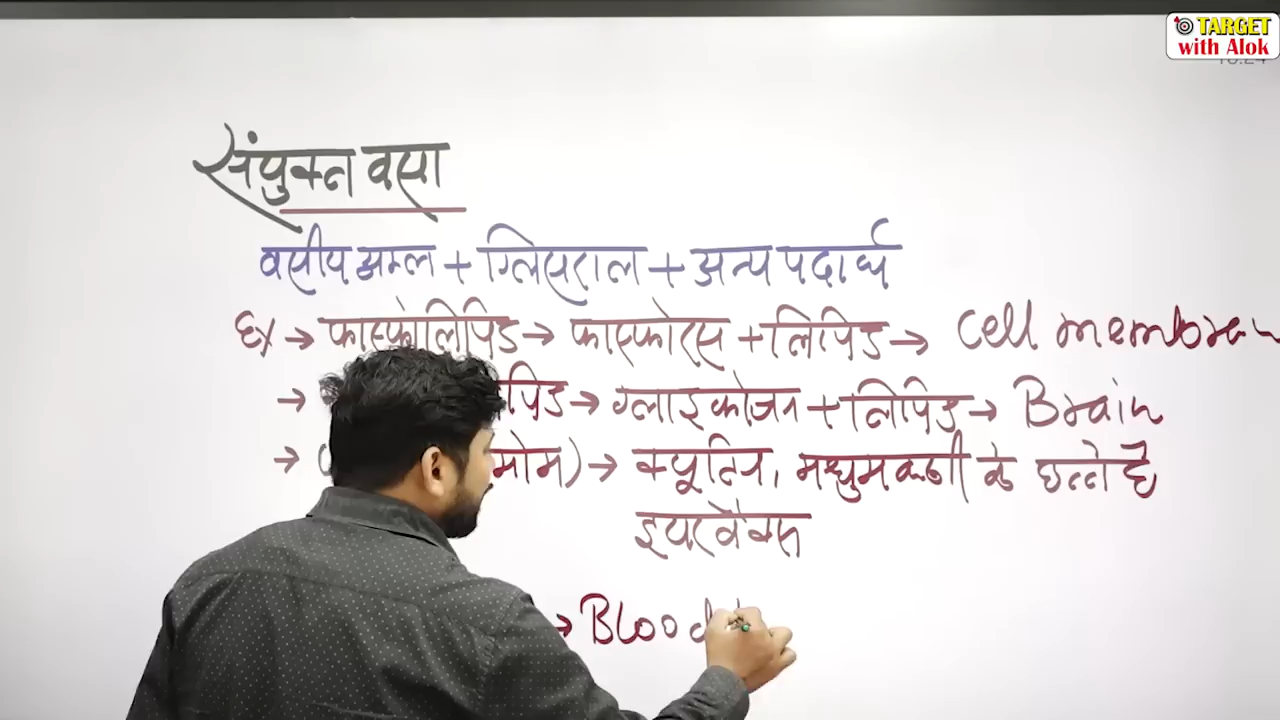 TARGET
with Alok
संयुक्त वसा
वसीय अम्ल + ग्लिसराल + अन्य पदार्थ
Ex → फास्फोलिपिड → फास्फोरस + लिपिड → Cell membran
→ पिड → ग्लाइकोजन + लिपिड → Brain
→ मोम) → क्यूटिन, मधुमक्खी के छत्ते है
इयरवैक्स
→ Blood